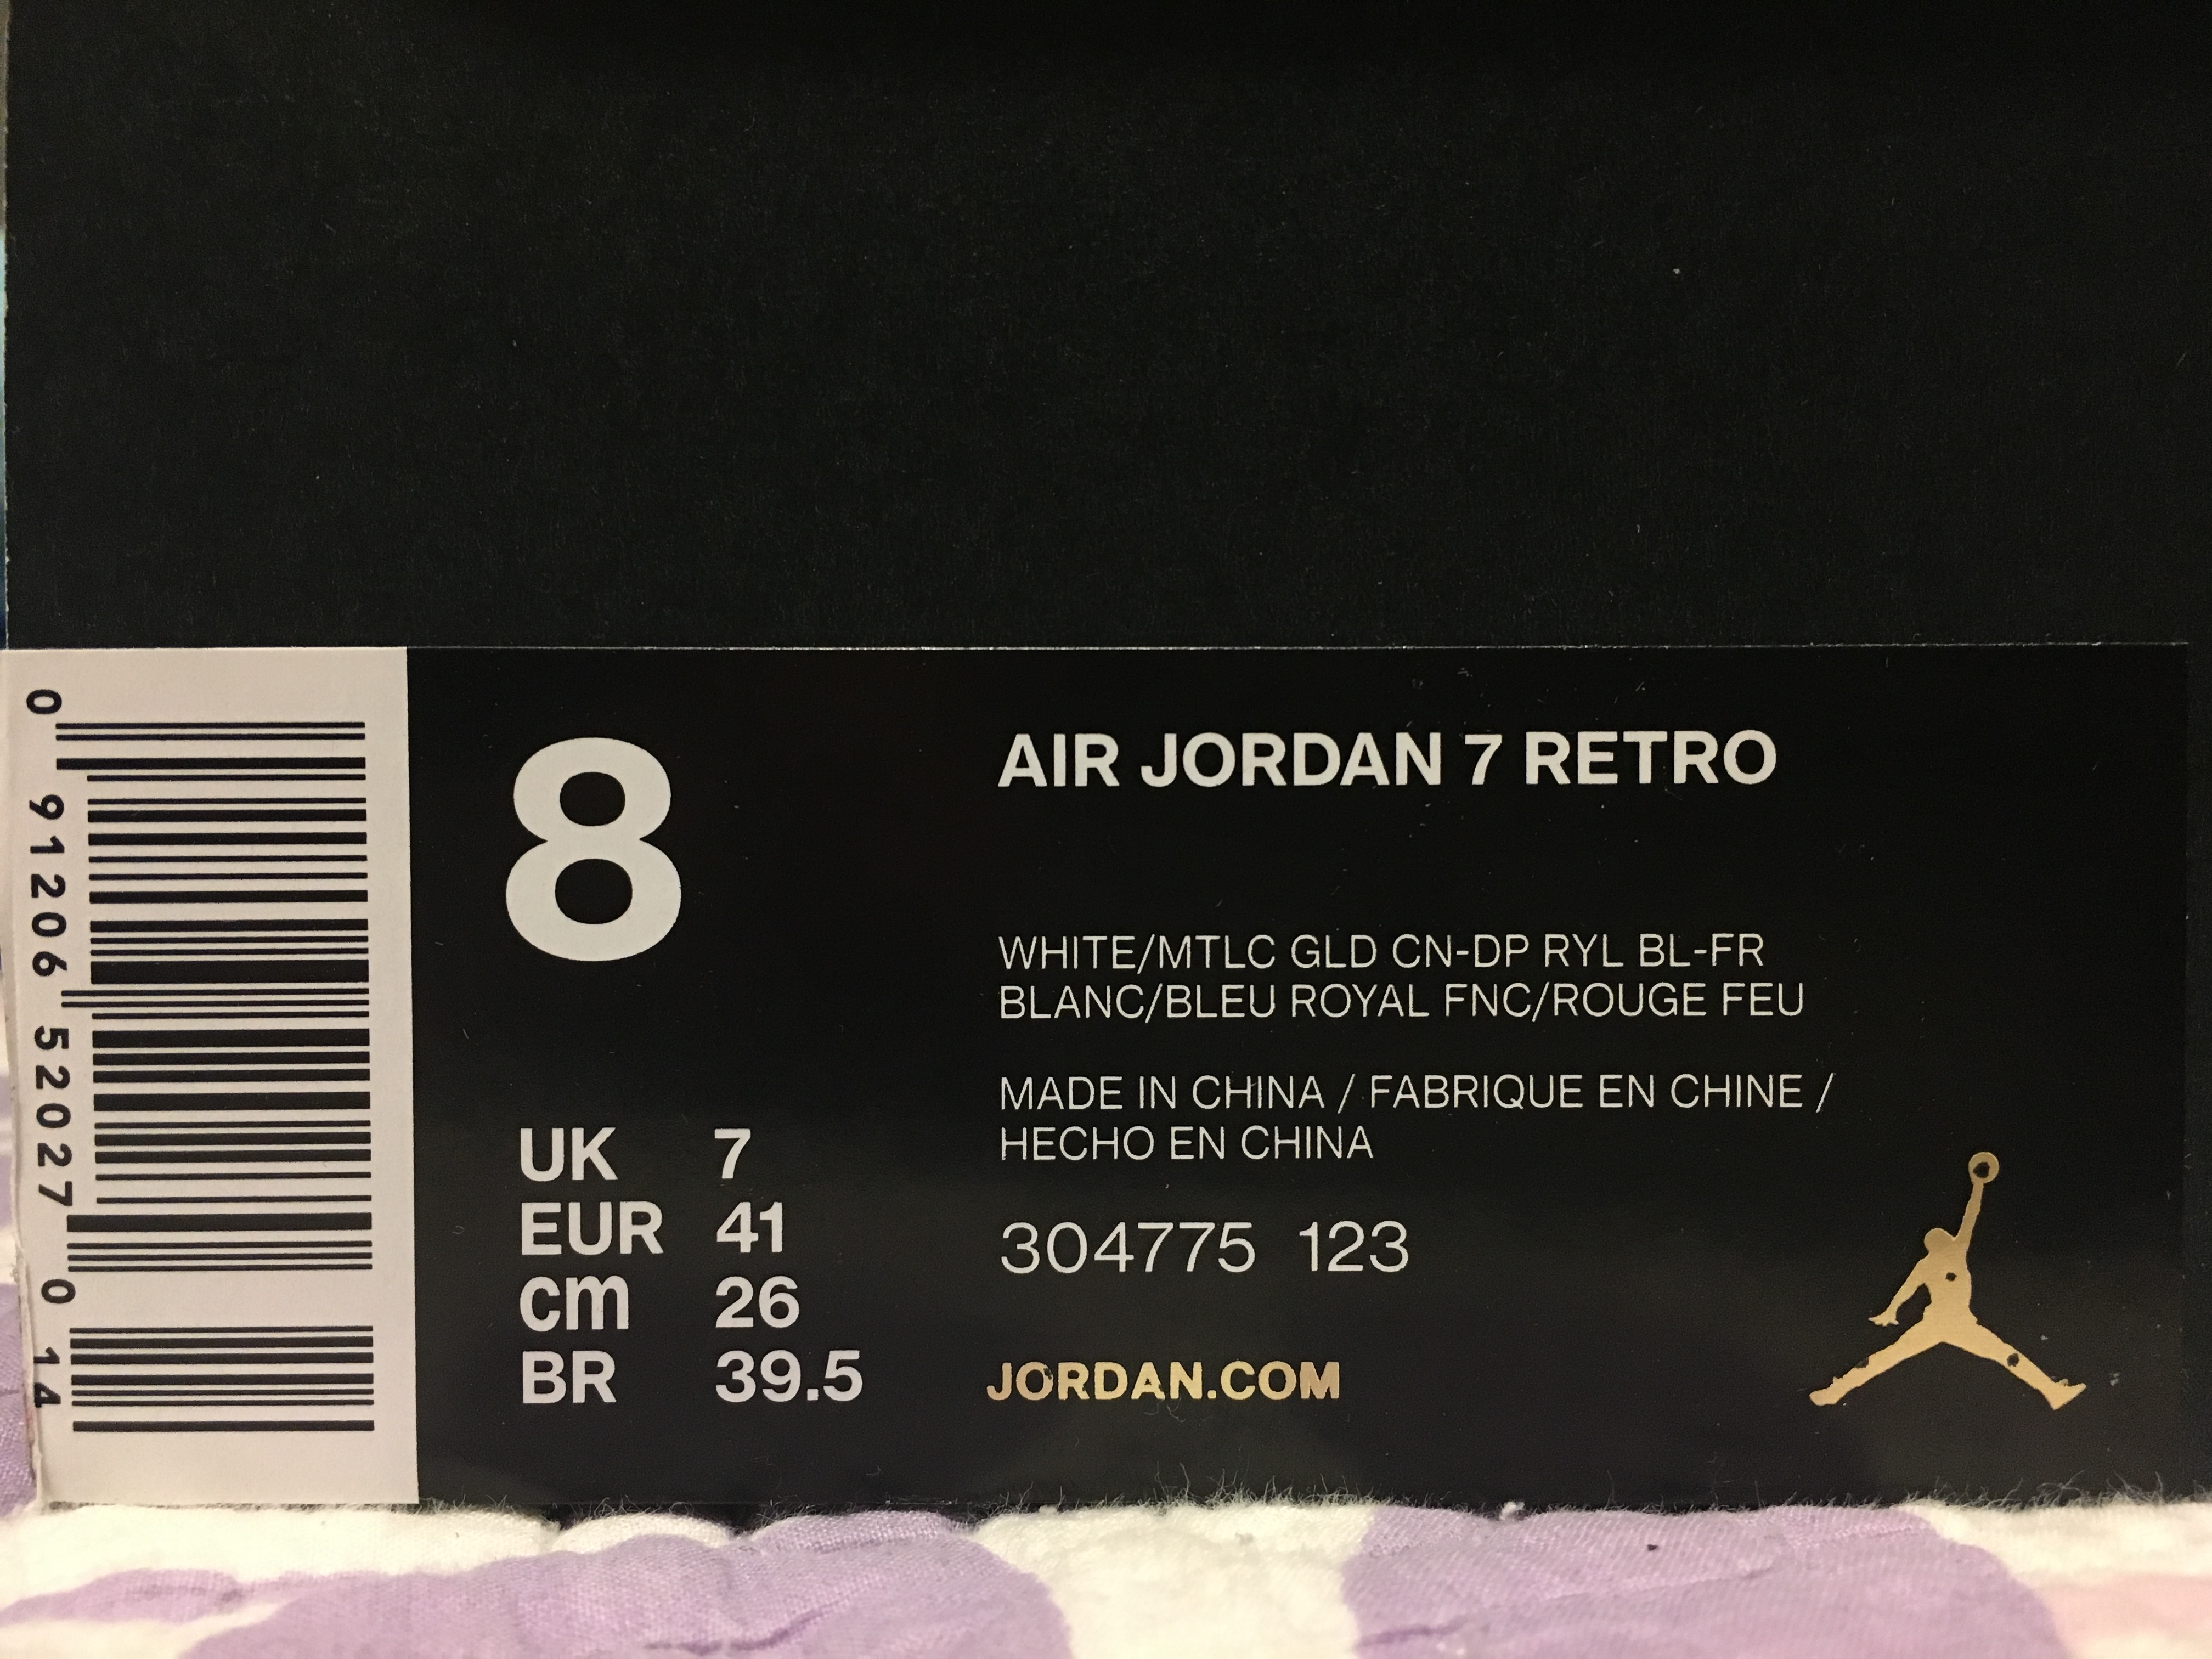 0 91206 52027 0 14
8
AIR JORDAN 7 RETRO
WHITE/MTLC GLD CN-DP RYL BL-FR
BLANC/BLEU ROYAL FNC/ROUGE FEU
MADE IN CHINA / FABRIQUE EN CHINE /
HECHO EN CHINA
UK 7
EUR 41
cm 26
BR 39.5
304775 123
JORDAN.COM